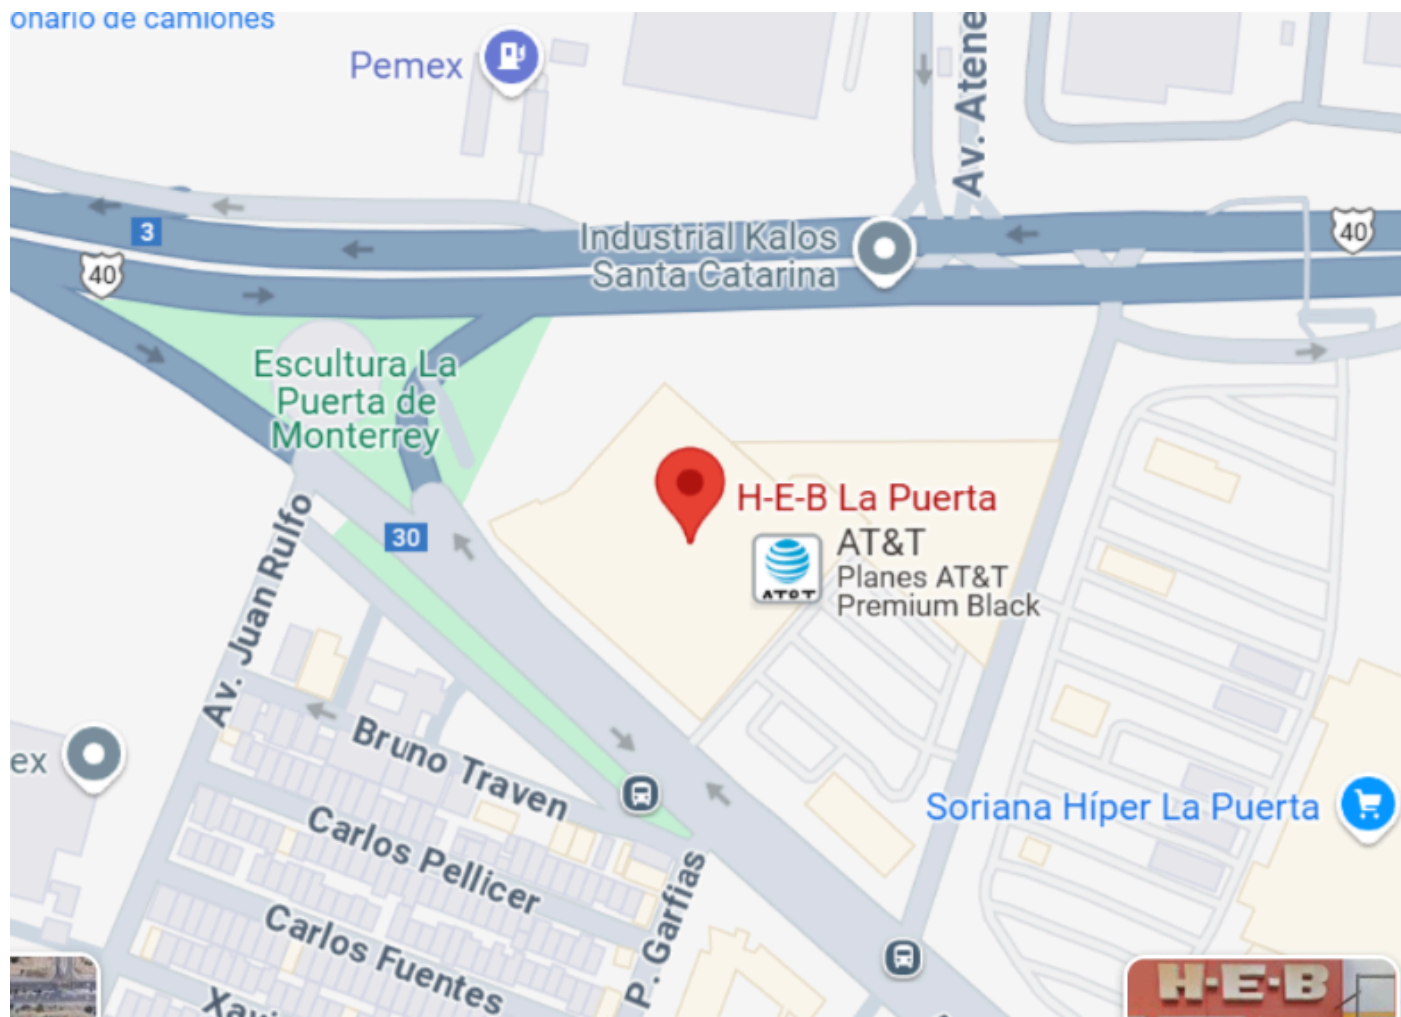 onario de camiones
Pemex
Av. Atene
3
40
40
Industrial Kalos
Santa Catarina
Escultura La
Puerta de
Monterrey
H-E-B La Puerta
30
AT&T
Planes AT&T
Premium Black
AT&T
Av. Juan Rulfo
ex
Bruno Traven
Soriana Híper La Puerta
Carlos Pellicer
P. Garfias
Carlos Fuentes
Xavi
H-E-B